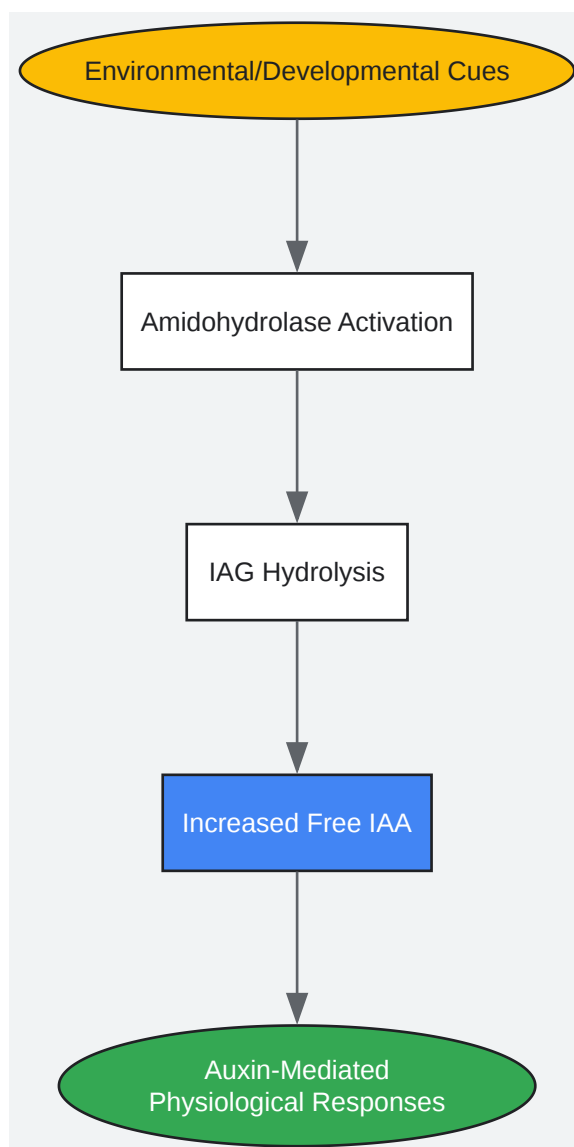 Environmental/Developmental Cues
Amidohydrolase Activation
IAG Hydrolysis
Increased Free IAA
Auxin-Mediated
Physiological Responses